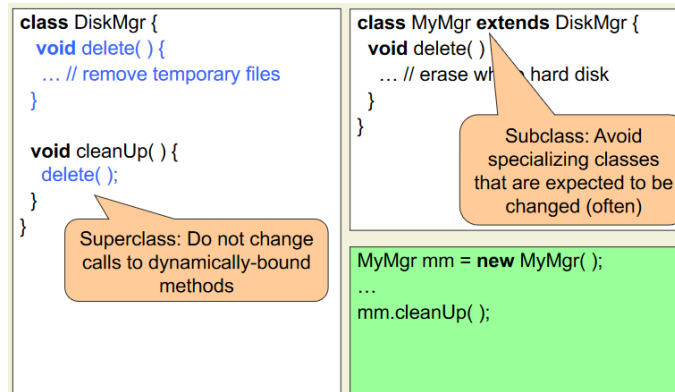 class DiskMgr {
void delete( ) {
… // remove temporary files
}
void cleanUp( ) {
delete( );
}
}
Superclass: Do not change
calls to dynamically-bound
methods
class MyMgr extends DiskMgr {
void delete( )
… // erase wh hard disk
}
}
Subclass: Avoid
specializing classes
that are expected to be
changed (often)
MyMgr mm = new MyMgr( );
…
mm.cleanUp( );